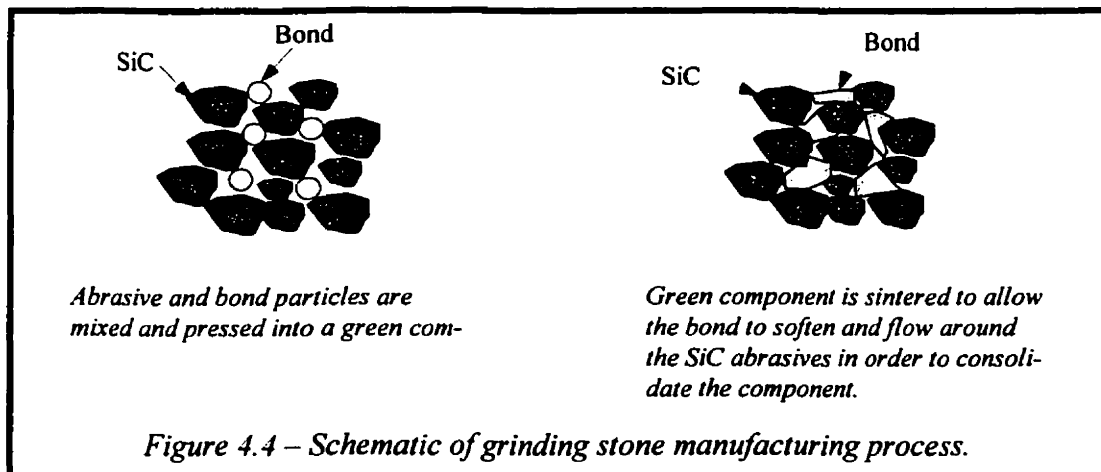 Bond
SiC
Bond
SiC
Abrasive and bond particles are
mixed and pressed into a green com-
Green component is sintered to allow
the bond to soften and flow around
the SiC abrasives in order to consoli-
date the component.
Figure 4.4 – Schematic of grinding stone manufacturing process.